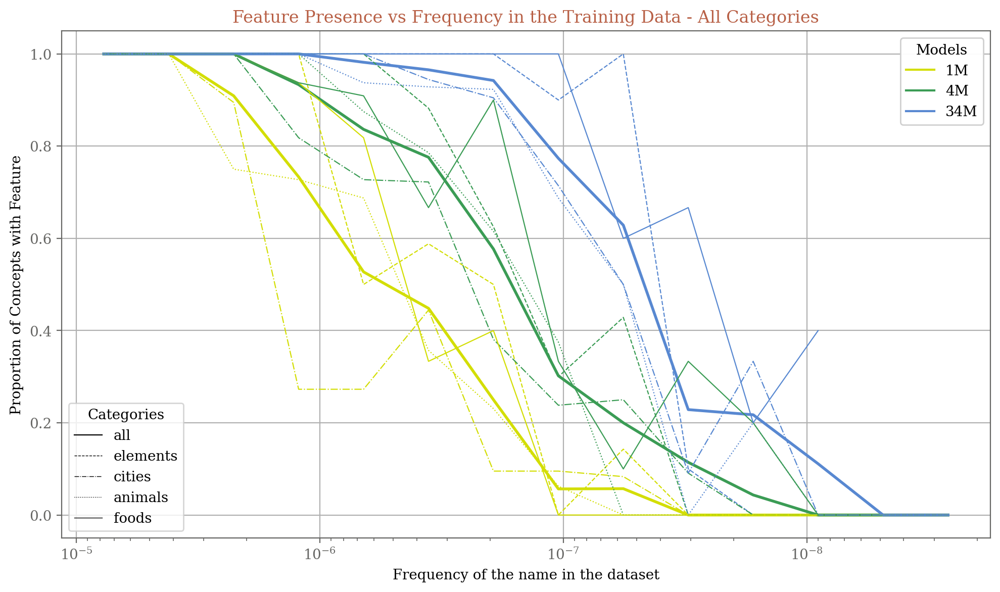 Feature Presence vs Frequency in the Training Data - All Categories
Proportion of Concepts with Feature
1.0
0.8
0.6
0.4
0.2
0.0
Models
1M
4M
34M
Categories
all
elements
cities
animals
foods
10⁻⁵ 10⁻⁶ 10⁻⁷ 10⁻⁸
Frequency of the name in the dataset